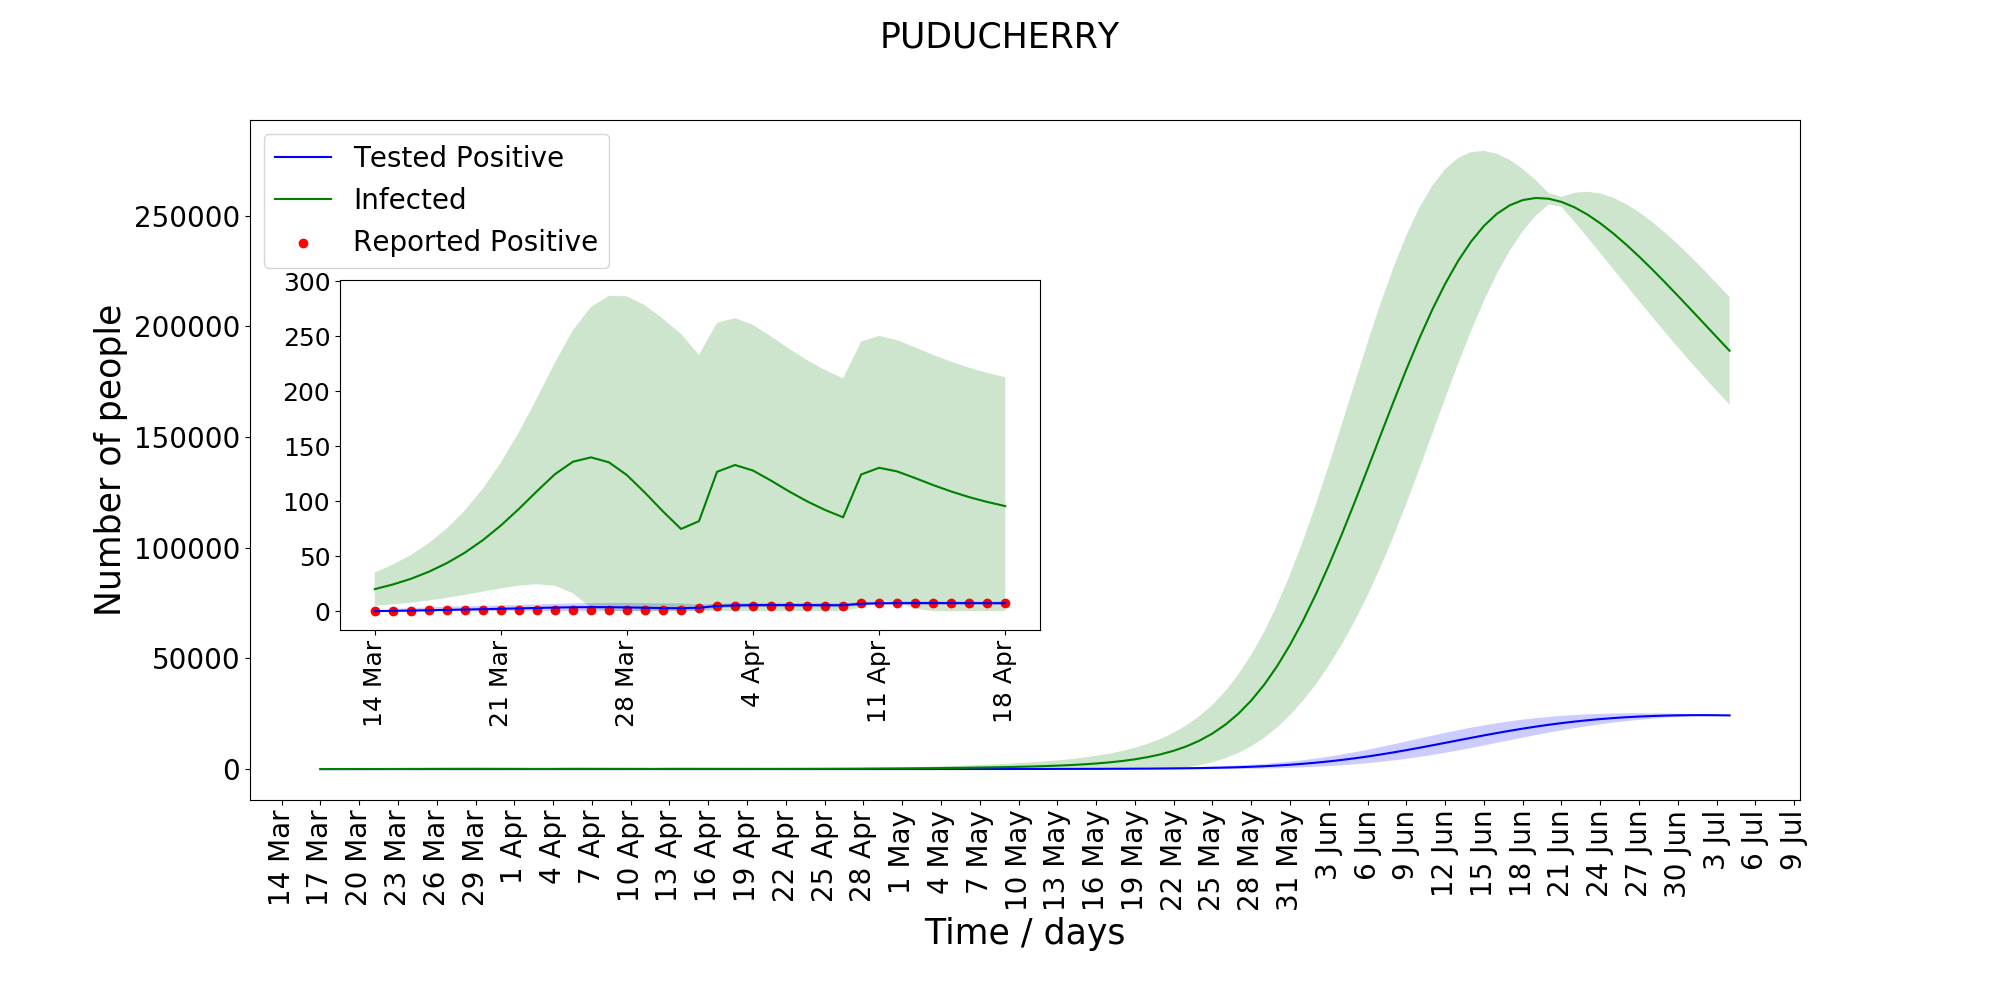 PUDUCHERRY
Tested Positive
Infected
Reported Positive
Number of people
250000
200000
150000
100000
50000
0
300
250
200
150
100
50
0
14 Mar
21 Mar
28 Mar
4 Apr
11 Apr
18 Apr
14 Mar
17 Mar
20 Mar
23 Mar
26 Mar
29 Mar
1 Apr
4 Apr
7 Apr
10 Apr
13 Apr
16 Apr
19 Apr
22 Apr
25 Apr
28 Apr
1 May
4 May
7 May
10 May
13 May
16 May
19 May
22 May
25 May
28 May
31 May
3 Jun
6 Jun
9 Jun
12 Jun
15 Jun
18 Jun
21 Jun
24 Jun
27 Jun
30 Jun
3 Jul
6 Jul
9 Jul
Time / days